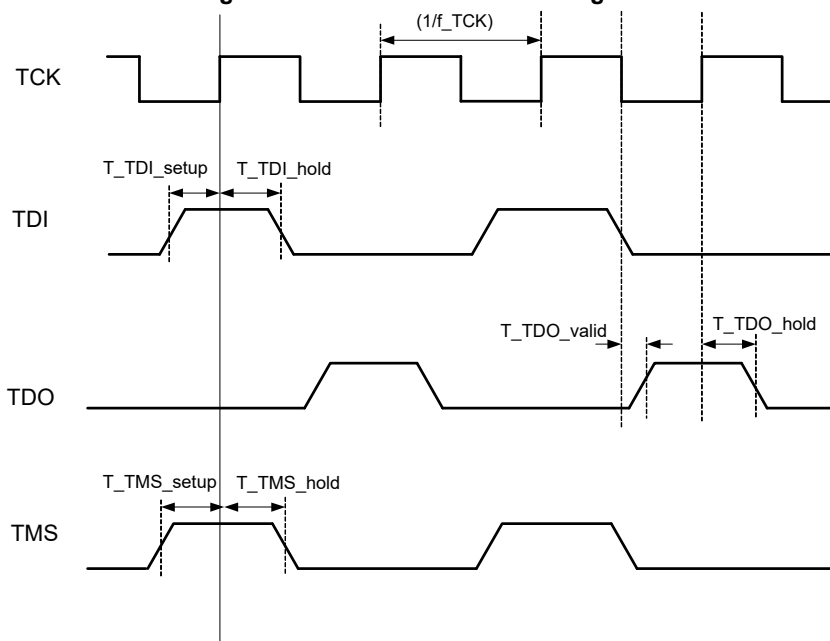 (1/f_TCK)
TCK
T_TDI_setup T_TDI_hold
TDI
T_TDO_valid T_TDO_hold
TDO
T_TMS_setup T_TMS_hold
TMS